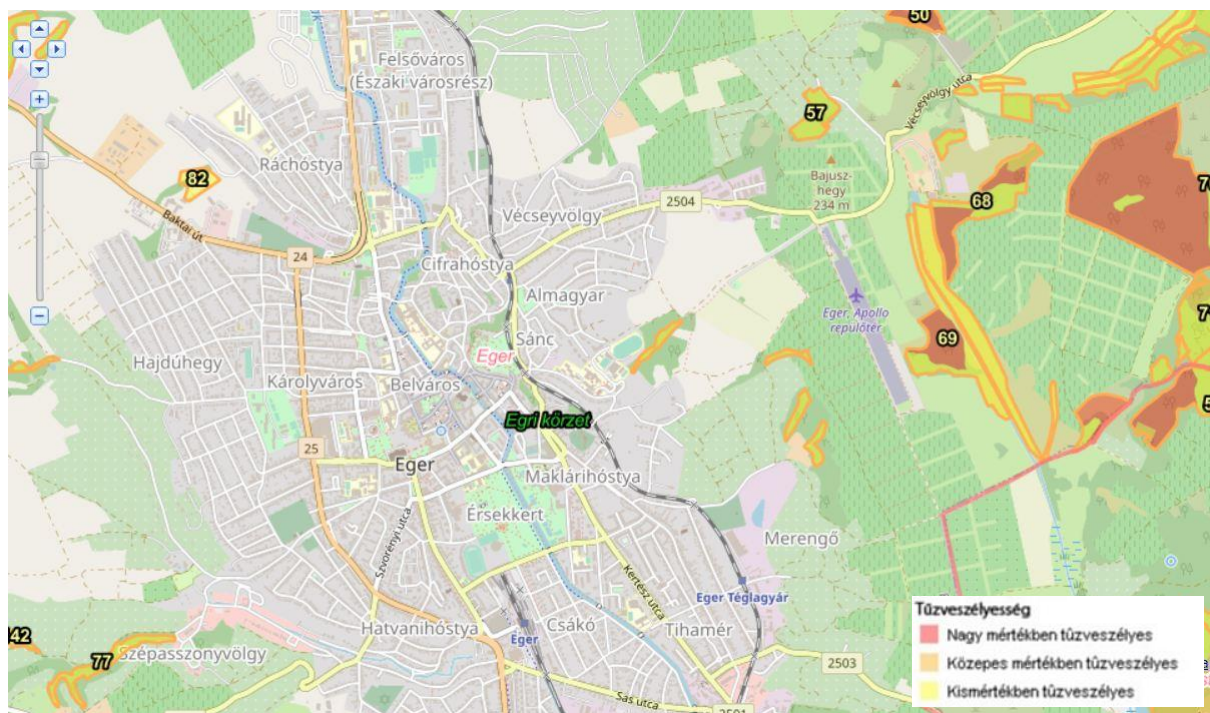 50
Felsőváros
(Északi városrész)
57
Vécseyvölgy utca
Ráchóstya
82
Bajusz-
hegy
234 m
68
Baktai út
Vécseyvölgy
2504
24
Cifrahóstya
Almagyar
Eger, Apollo
repulőtér
Sánc
69
Hajdúhegy
Eger
Károlyváros
Belváros
Egri körzet
25
Eger
Maklárihóstya
Érsekkert
Szvorényi utca
Merengő
Kertész utca
Eger Téglagyár
Hatvanihóstya
Eger
Csákó
Tihamér
42
77
Szépasszonyvölgy
2503
Sas utca
2501
Tűzveszélyesség
Nagy mértékben tűzveszélyes
Közepes mértékben tűzveszélyes
Kismértékben tűzveszélyes